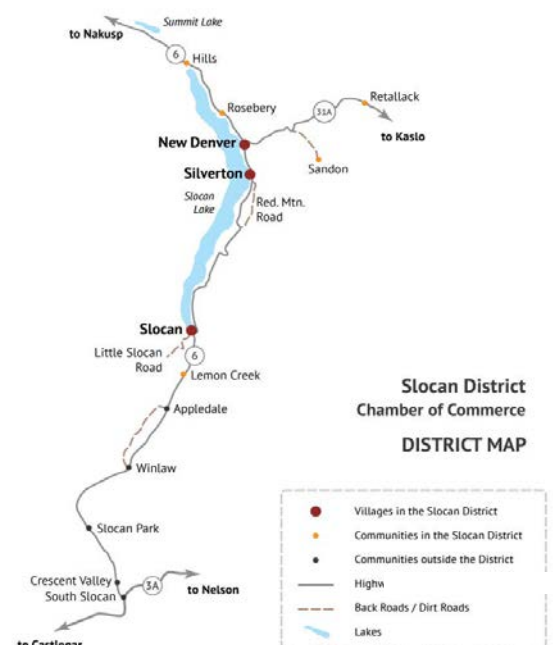 Summit Lake
to Nakusp
6
Hills
Rosebery
31A
Retallack
to Kaslo
New Denver
Sandon
Silverton
Slocan
Lake
Red. Mtn.
Road
Slocan
Little Slocan
Road
6
Lemon Creek
Appledale
Winlaw
Slocan Park
Crescent Valley
South Slocan
3A
to Nelson
to Castlegar
Slocan District
Chamber of Commerce
DISTRICT MAP
Villages in the Slocan District
Communities in the Slocan District
Communities outside the District
Highw
Back Roads / Dirt Roads
Lakes